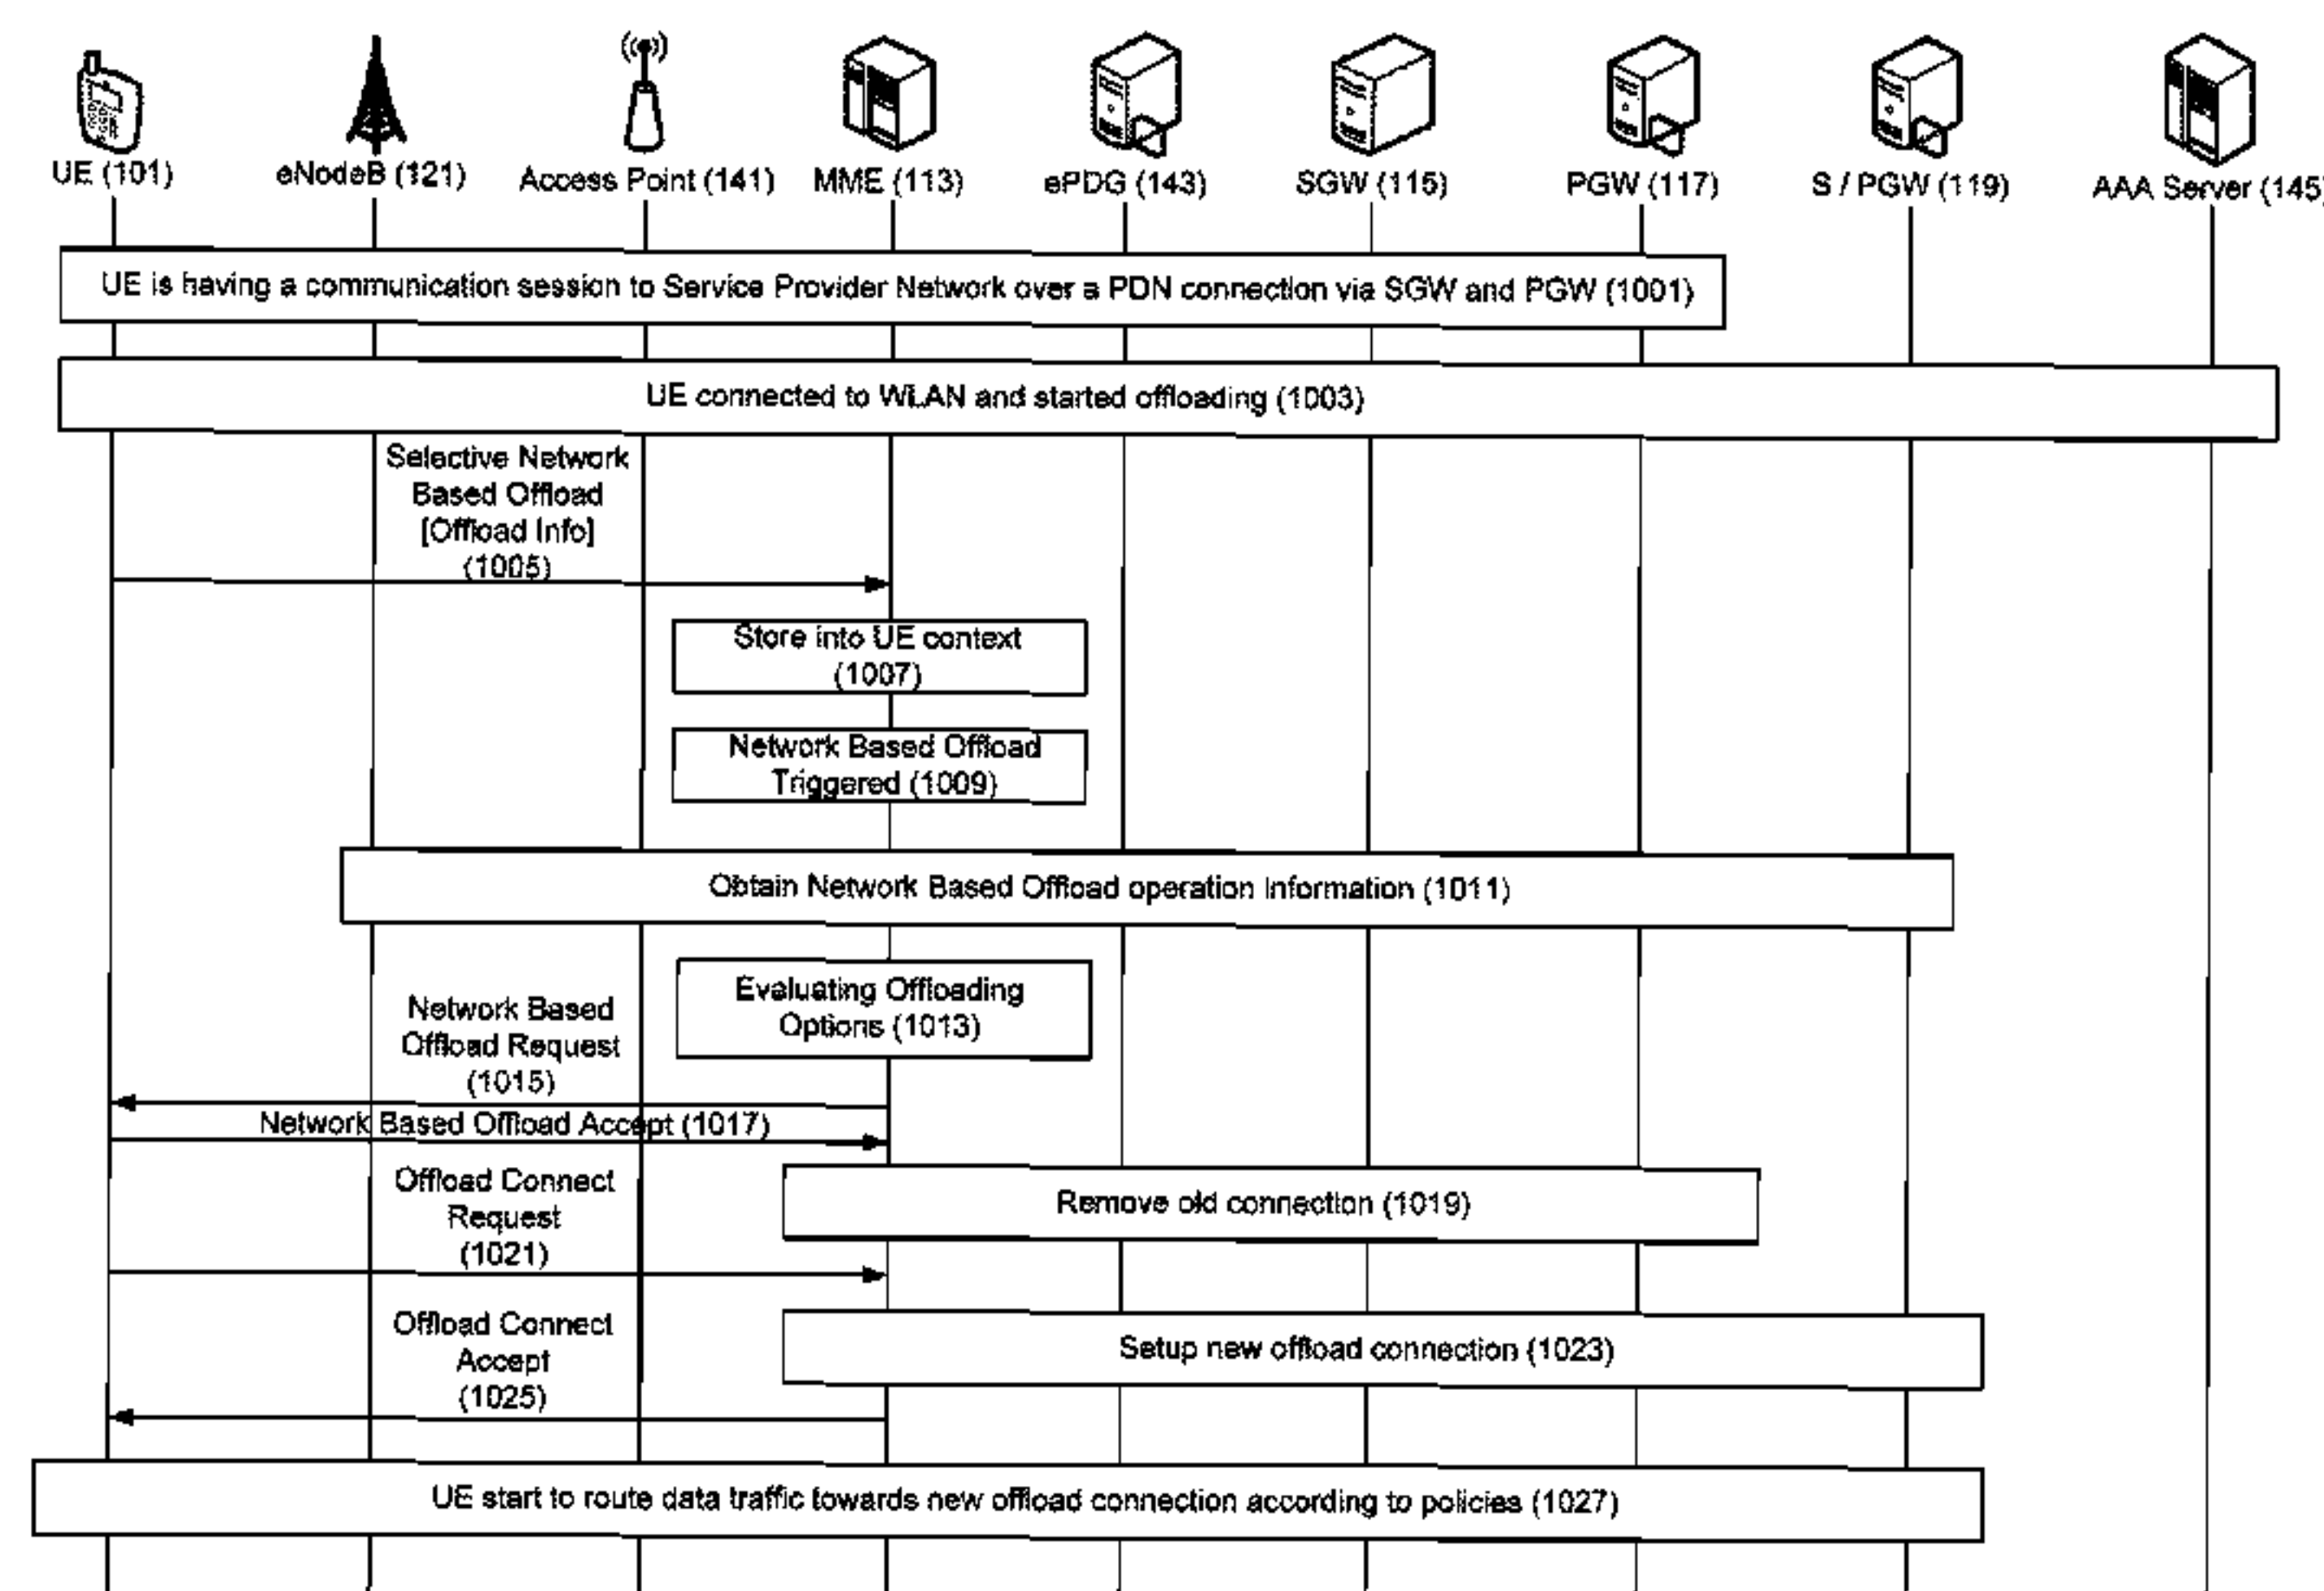 UE (101)
eNodeB (121)
Access Point (141)
MME (113)
ePDG (143)
SGW (115)
PGW (117)
S / PGW (119)
AAA Server (145)
UE is having a communication session to Service Provider Network over a PDN connection via SGW and PGW (1001)
UE connected to WLAN and started offloading (1003)
Selective Network
Based Offload
[Offload Info]
(1005)
Store into UE context
(1007)
Network Based Offload
Triggered (1009)
Obtain Network Based Offload operation Information (1011)
Evaluating Offloading
Options (1013)
Network Based
Offload Request
(1015)
Network Based Offload Accept (1017)
Offload Connect
Request
(1021)
Remove old connection (1019)
Offload Connect
Accept
(1025)
Setup new offload connection (1023)
UE start to route data traffic towards new offload connection according to policies (1027)